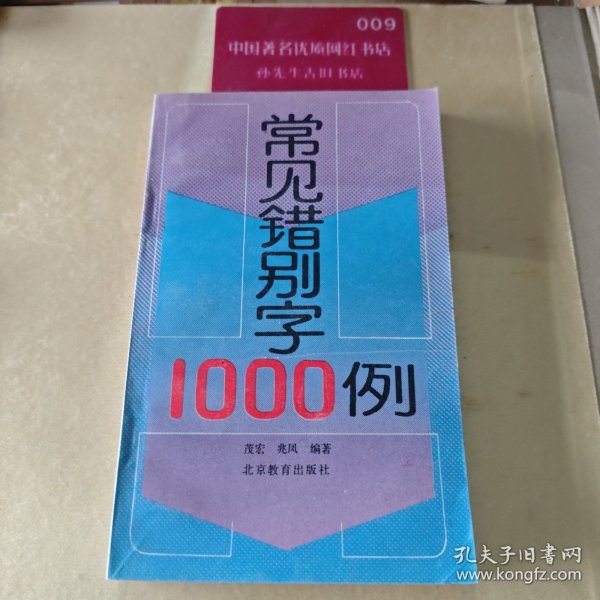 009
中国著名优质网红书店
孙先生古旧书店
常见错别字
1000例
茂宏 兆风 编著
北京教育出版社
孔夫子旧书网
www.kongfz.com